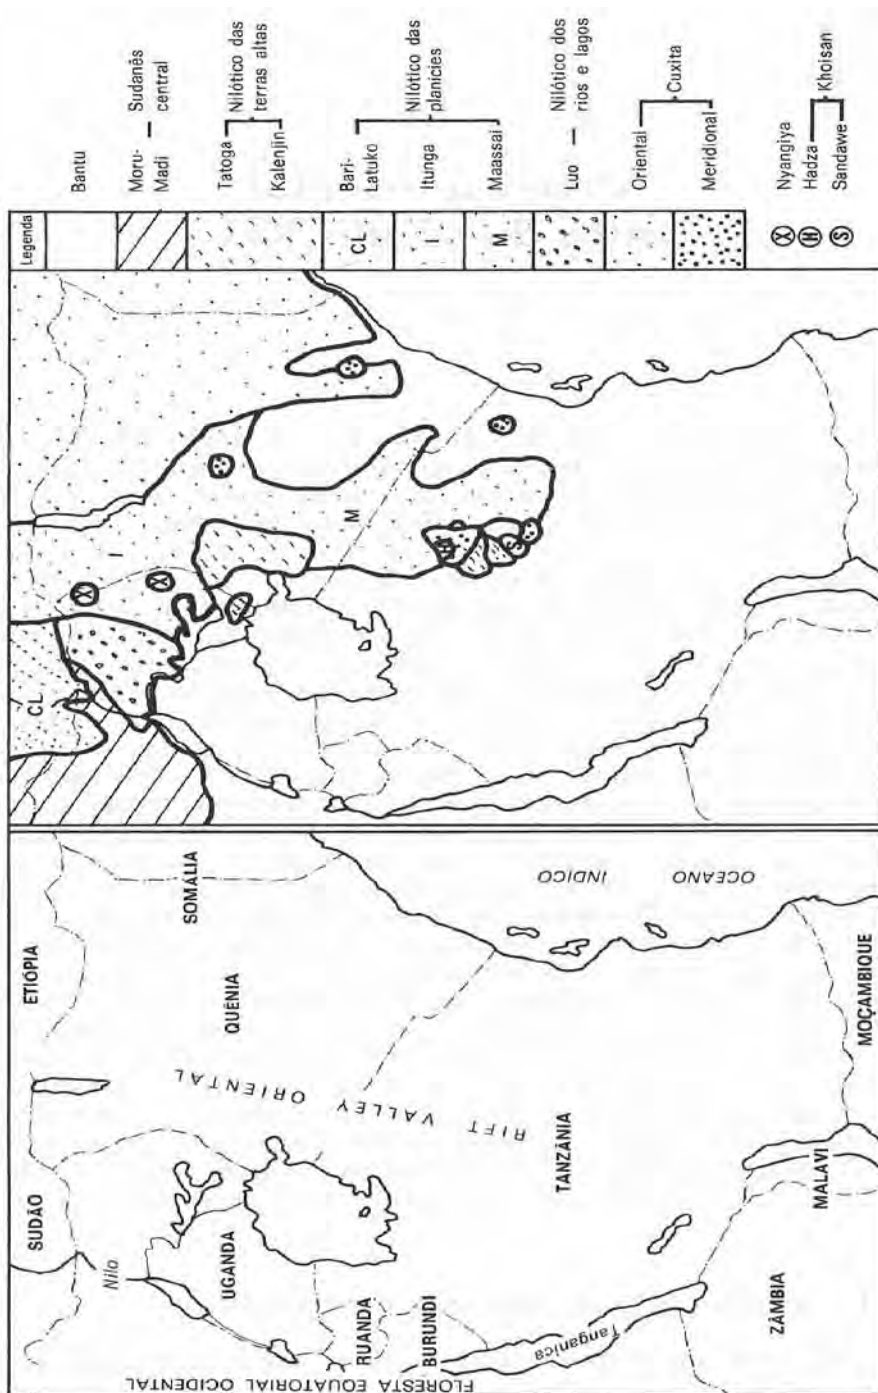 Legenda
Bantu
Moru-
Madi
Sudanês
central
Tatoga
Kalenjin
Nilótico das
terras altas
Bari-
Latuko
Itunga
Maassai
Nilótico das
planícies
Luo
Nilótico dos
rios e lagos
Oriental
Meridional
Cuxita
Nyangiya
Hadza
Sandawe
Khoisan
CL
I
M
X
H
S
CL
I
M
X
X
H
S
SUDÃO
ETIÓPIA
SOMÁLIA
Nilo
UGANDA
QUÊNIA
RUANDA
BURUNDI
RIFT VALLEY ORIENTAL
TANZÂNIA
Tanganica
OCEANO
ÍNDICO
ZÂMBIA
MALAVI
MOÇAMBIQUE
FLORESTA EQUATORIAL OCIDENTAL